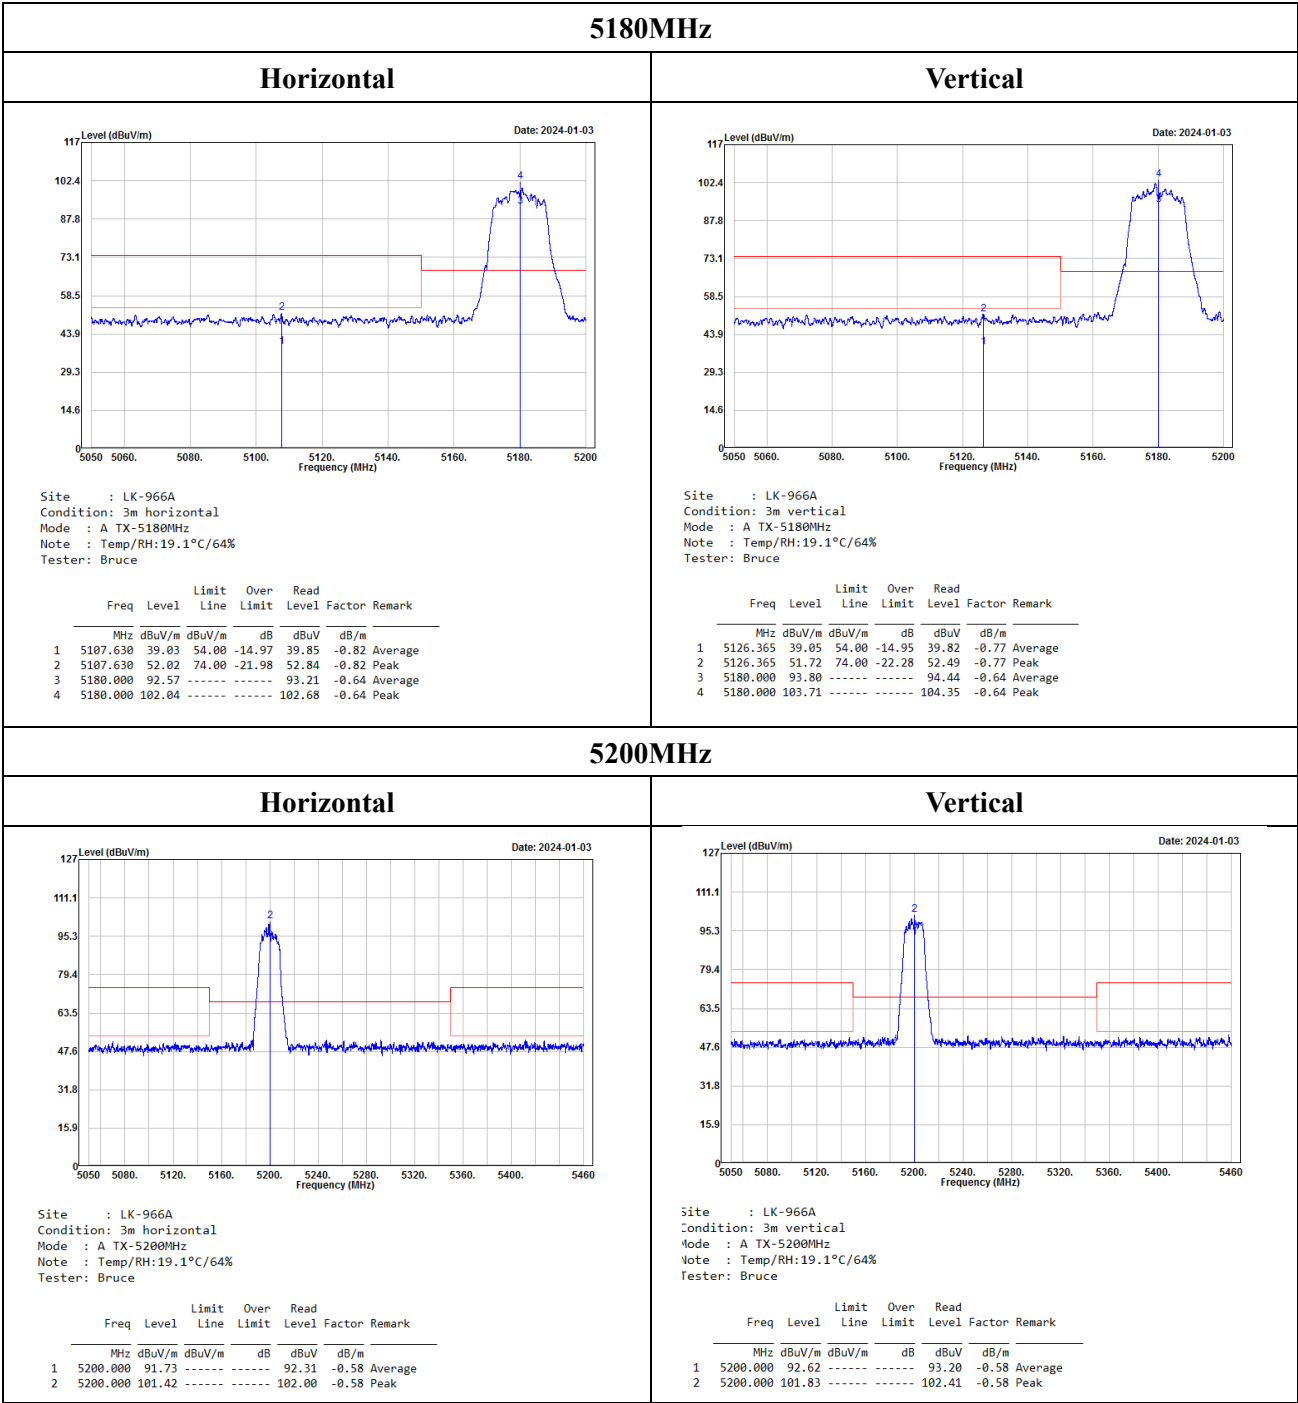 5180MHz
Horizontal Vertical
Level (dBuV/m) Date: 2024-01-03
117
102.4
87.8
73.1
58.5
43.9
29.3
14.6
0
4
3
2
1
5050 5060. 5080. 5100. 5120. 5140. 5160. 5180. 5200
Frequency (MHz)
Site : LK-966A
Condition: 3m horizontal
Mode : A TX-5180MHz
Note : Temp/RH:19.1°C/64%
Tester: Bruce
Limit Over Read
Freq Level Line Limit Level Factor Remark
MHz dBuV/m dBuV/m dB dBuV dB/m
1 5107.630 39.03 54.00 -14.97 39.85 -0.82 Average
2 5107.630 52.02 74.00 -21.98 52.84 -0.82 Peak
3 5180.000 92.57 ------ ------ 93.21 -0.64 Average
4 5180.000 102.04 ------ ------ 102.68 -0.64 Peak
Level (dBuV/m) Date: 2024-01-03
117
102.4
87.8
73.1
58.5
43.9
29.3
14.6
0
4
3
2
1
5050 5060. 5080. 5100. 5120. 5140. 5160. 5180. 5200
Frequency (MHz)
Site : LK-966A
Condition: 3m vertical
Mode : A TX-5180MHz
Note : Temp/RH:19.1°C/64%
Tester: Bruce
Limit Over Read
Freq Level Line Limit Level Factor Remark
MHz dBuV/m dBuV/m dB dBuV dB/m
1 5126.365 39.05 54.00 -14.95 39.82 -0.77 Average
2 5126.365 51.72 74.00 -22.28 52.49 -0.77 Peak
3 5180.000 93.80 ------ ------ 94.44 -0.64 Average
4 5180.000 103.71 ------ ------ 104.35 -0.64 Peak
5200MHz
Horizontal Vertical
Level (dBuV/m) Date: 2024-01-03
127
111.1
95.3
79.4
63.5
47.6
31.8
15.9
0
2
5050 5080. 5120. 5160. 5200. 5240. 5280. 5320. 5360. 5400. 5460
Frequency (MHz)
Site : LK-966A
Condition: 3m horizontal
Mode : A TX-5200MHz
Note : Temp/RH:19.1°C/64%
Tester: Bruce
Limit Over Read
Freq Level Line Limit Level Factor Remark
MHz dBuV/m dBuV/m dB dBuV dB/m
1 5200.000 91.73 ------ ------ 92.31 -0.58 Average
2 5200.000 101.42 ------ ------ 102.00 -0.58 Peak
Level (dBuV/m) Date: 2024-01-03
127
111.1
95.3
79.4
63.5
47.6
31.8
15.9
0
2
5050 5080. 5120. 5160. 5200. 5240. 5280. 5320. 5360. 5400. 5460
Frequency (MHz)
Site : LK-966A
Condition: 3m vertical
Mode : A TX-5200MHz
Note : Temp/RH:19.1°C/64%
Tester: Bruce
Limit Over Read
Freq Level Line Limit Level Factor Remark
MHz dBuV/m dBuV/m dB dBuV dB/m
1 5200.000 92.62 ------ ------ 93.20 -0.58 Average
2 5200.000 101.83 ------ ------ 102.41 -0.58 Peak